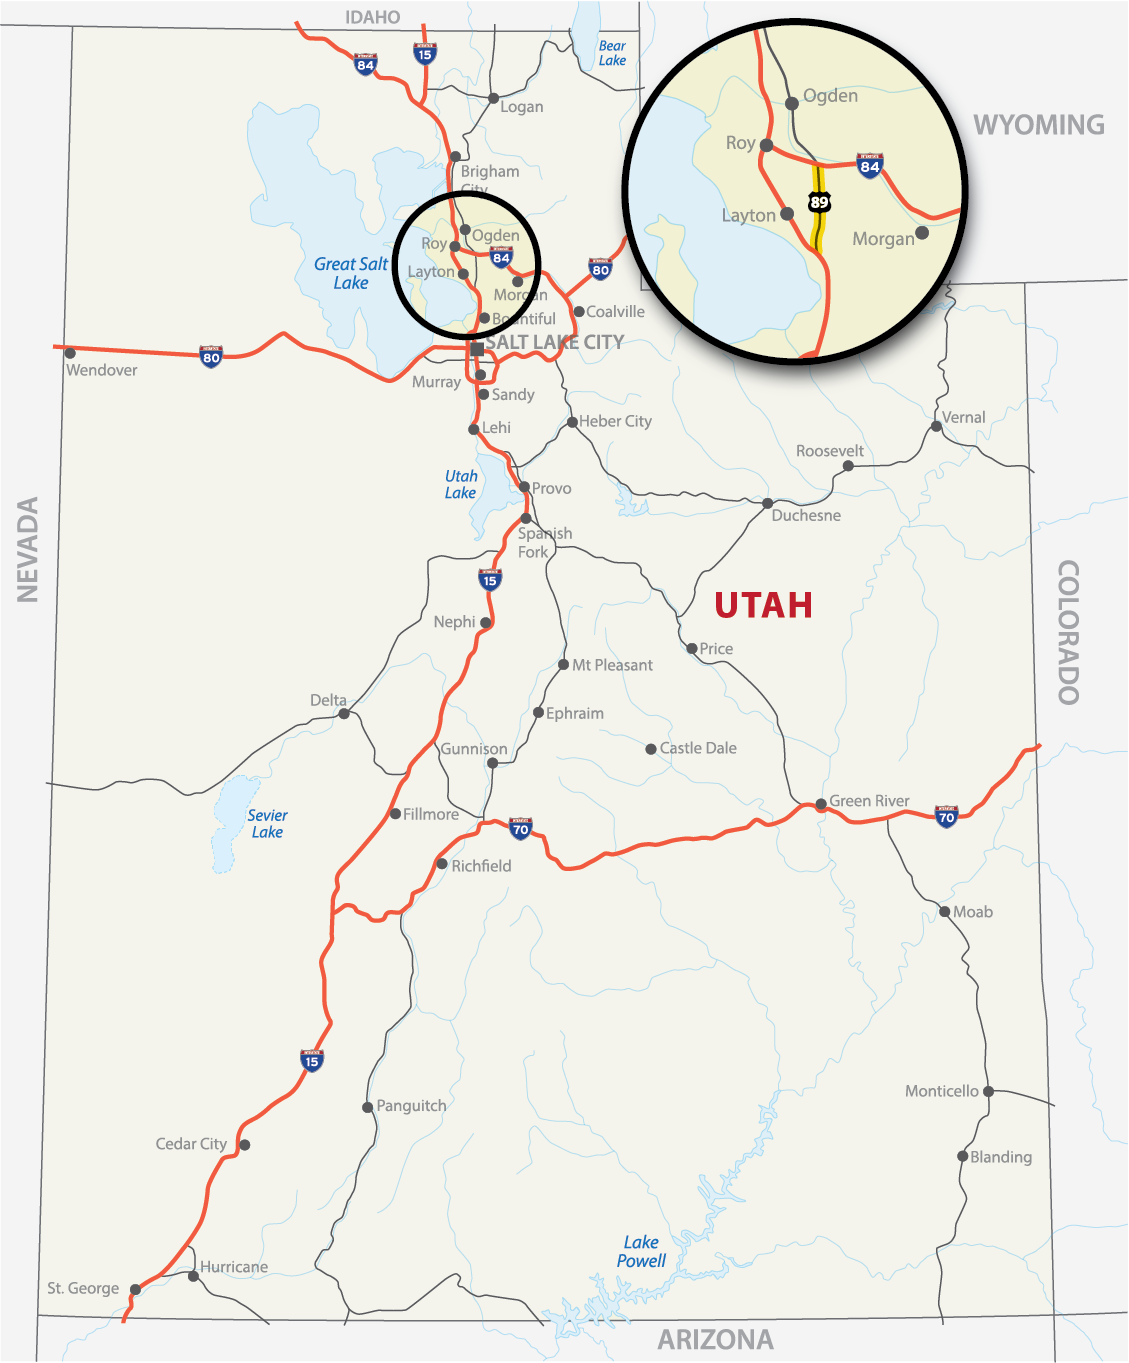 IDAHO
15
84
Bear
Lake
Logan
WYOMING
Ogden
Roy
84
89
Layton
Morgan
Brigham
City
Ogden
Roy
84
Great Salt
Lake
Layton
80
Morgan
Bountiful
Coalville
SALT LAKE CITY
80
Wendover
Murray
Sandy
Lehi
Heber City
Vernal
Roosevelt
Utah
Lake
Provo
Duchesne
Spanish
Fork
NEVADA
COLORADO
15
UTAH
Nephi
Price
Mt Pleasant
Delta
Ephraim
Gunnison
Castle Dale
Sevier
Lake
Fillmore
Green River
70
70
Richfield
Moab
15
Panguitch
Monticello
Cedar City
Blanding
Lake
Powell
Hurricane
St. George
ARIZONA